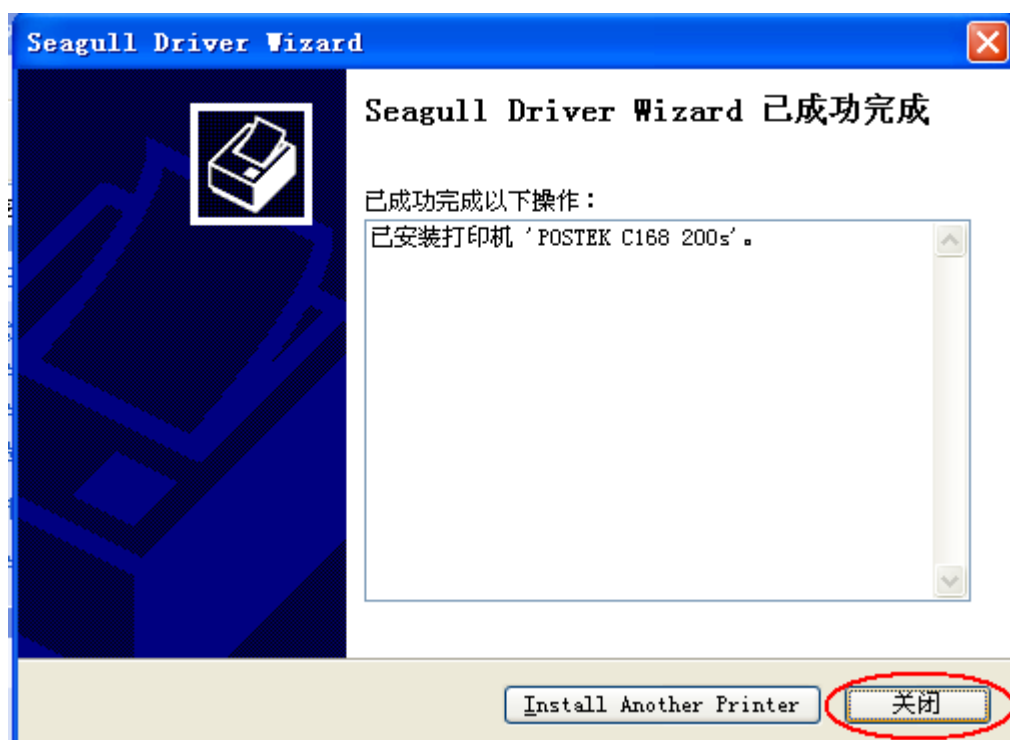 Seagull Driver Wizard
Seagull Driver Wizard 已成功完成
已成功完成以下操作：
已安装打印机 'POSTEK C168 200s'。
Install Another Printer
关闭